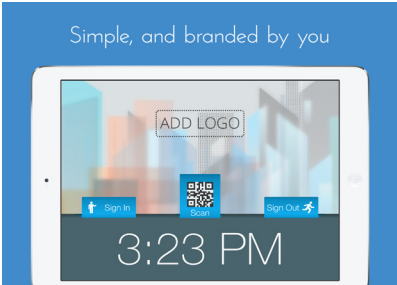 Simple, and branded by you
ADD LOGO
Sign In
Scan
Sign Out
3:23 PM